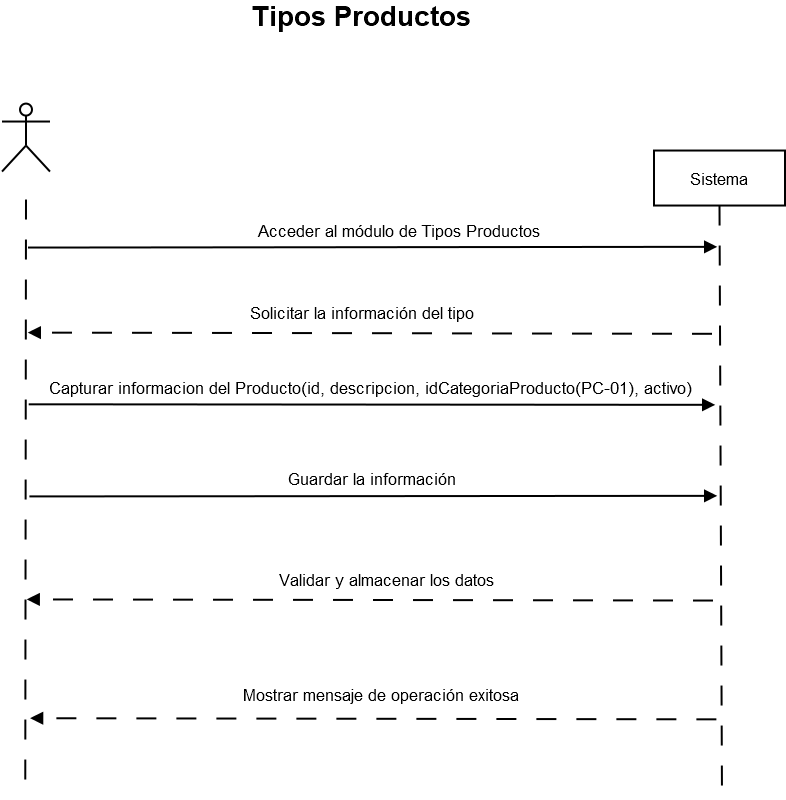 Tipos Productos
Sistema
Acceder al módulo de Tipos Productos
Solicitar la información del tipo
Capturar informacion del Producto(id, descripcion, idCategoriaProducto(PC-01), activo)
Guardar la información
Validar y almacenar los datos
Mostrar mensaje de operación exitosa